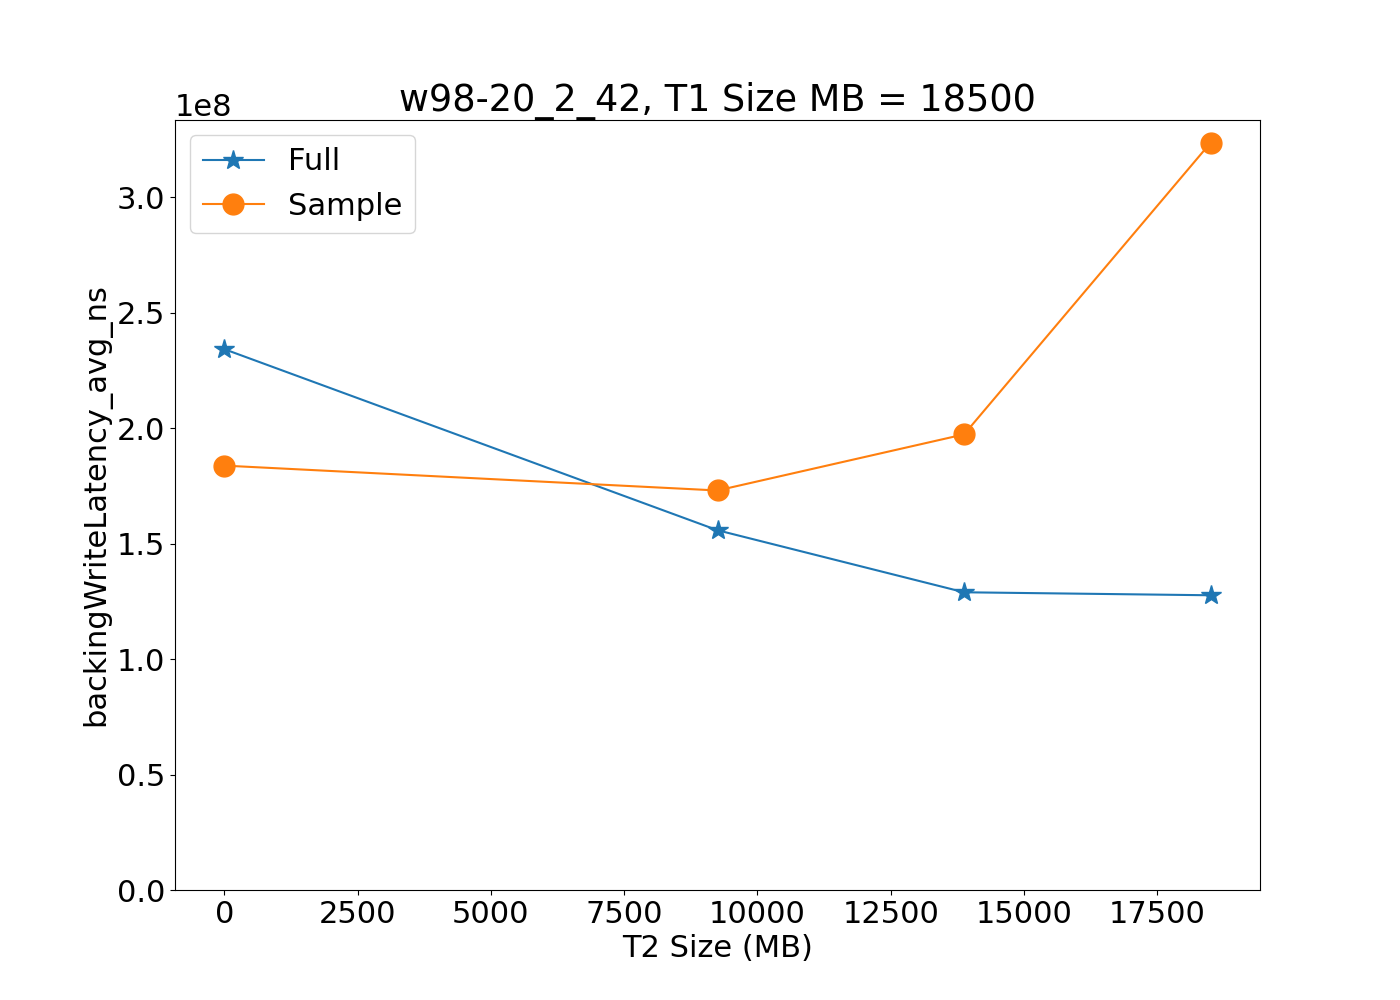 w98-20_2_42, T1 Size MB = 18500
1e8
Full
Sample
3.0
2.5
2.0
1.5
1.0
0.5
0.0
backingWriteLatency_avg_ns
0 2500 5000 7500 10000 12500 15000 17500
T2 Size (MB)